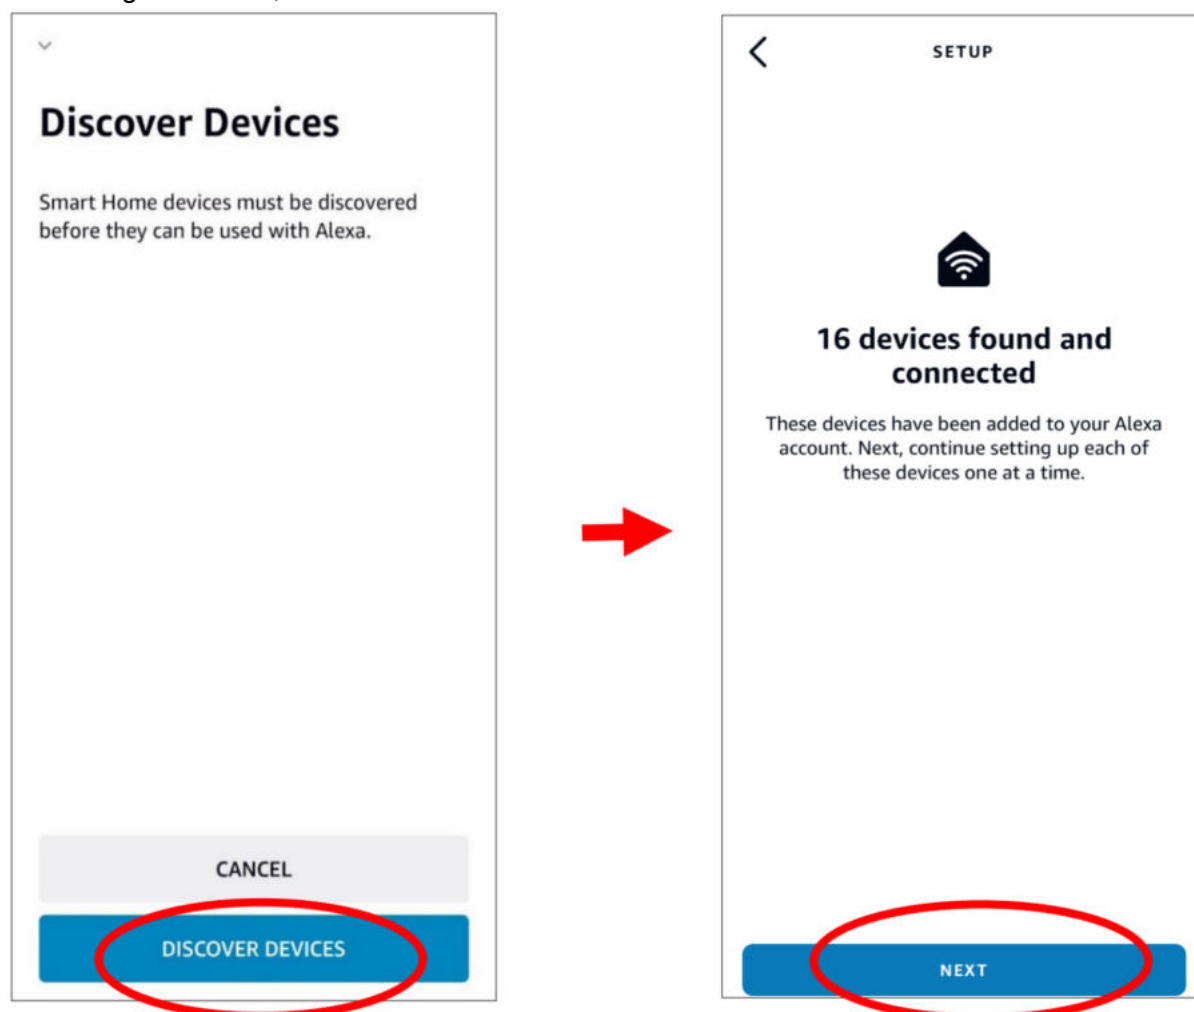 Discover Devices
Smart Home devices must be discovered
before they can be used with Alexa.
CANCEL
DISCOVER DEVICES
SETUP
16 devices found and
connected
These devices have been added to your Alexa
account. Next, continue setting up each of
these devices one at a time.
NEXT